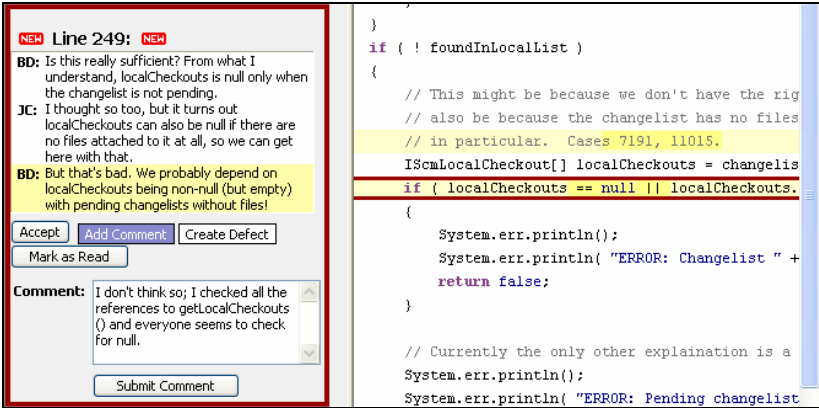 NEW Line 249: NEW
BD: Is this really sufficient? From what I
understand, localCheckouts is null only when
the changelist is not pending.
JC: I thought so too, but it turns out
localCheckouts can also be null if there are
no files attached to it at all, so we can get
here with that.
BD: But that's bad. We probably depend on
localCheckouts being non-null (but empty)
with pending changelists without files!
Accept Add Comment Create Defect
Mark as Read
Comment: I don't think so; I checked all the
references to getLocalCheckouts
() and everyone seems to check
for null.
Submit Comment
}
if ( ! foundInLocalList )
{
// This might be because we don't have the rig
// also be because the changelist has no files
// in particular.  Cases 7191, 11015.
IScmLocalCheckout[] localCheckouts = changelis
if ( localCheckouts == null || localCheckouts.
{
System.err.println();
System.err.println( "ERROR: Changelist " +
return false;
}
// Currently the only other explaination is a
System.err.println();
System.err.println( "ERROR: Pending changelist